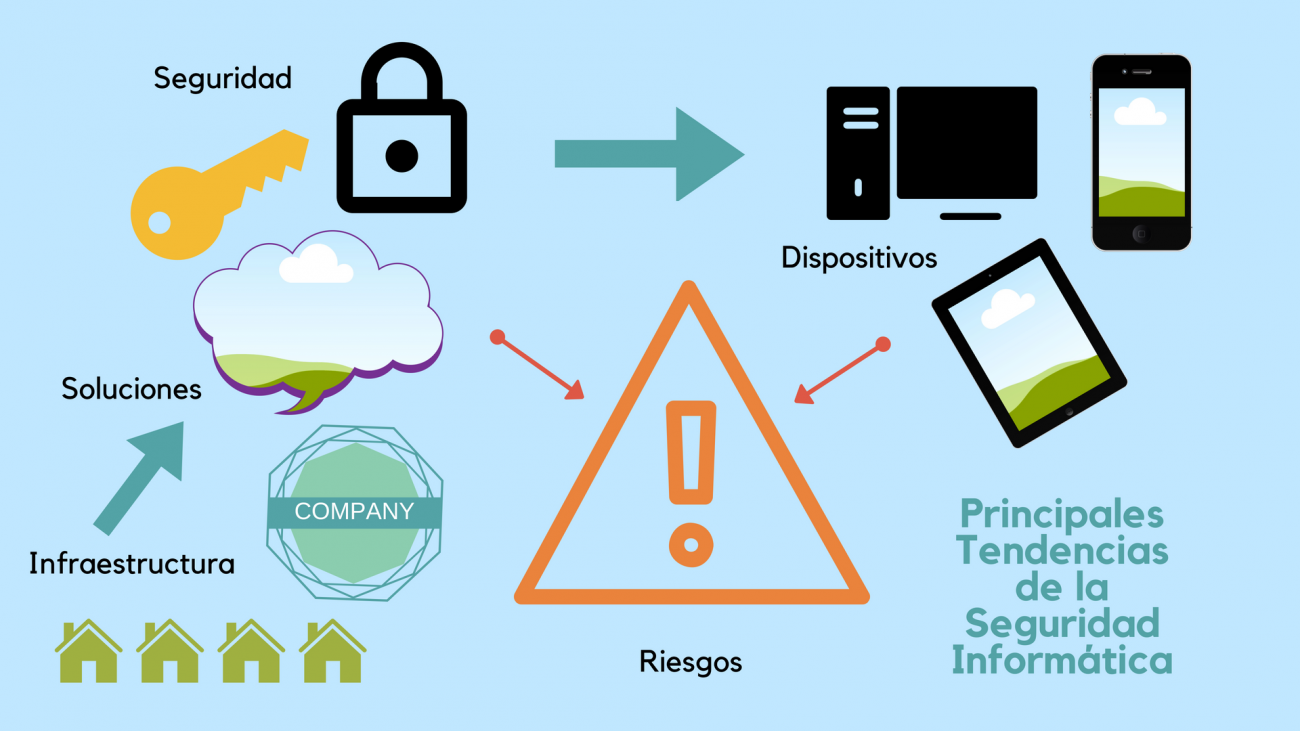 Seguridad
Dispositivos
Soluciones
COMPANY
Infraestructura
Riesgos
Principales
Tendencias
de la
Seguridad
Informática